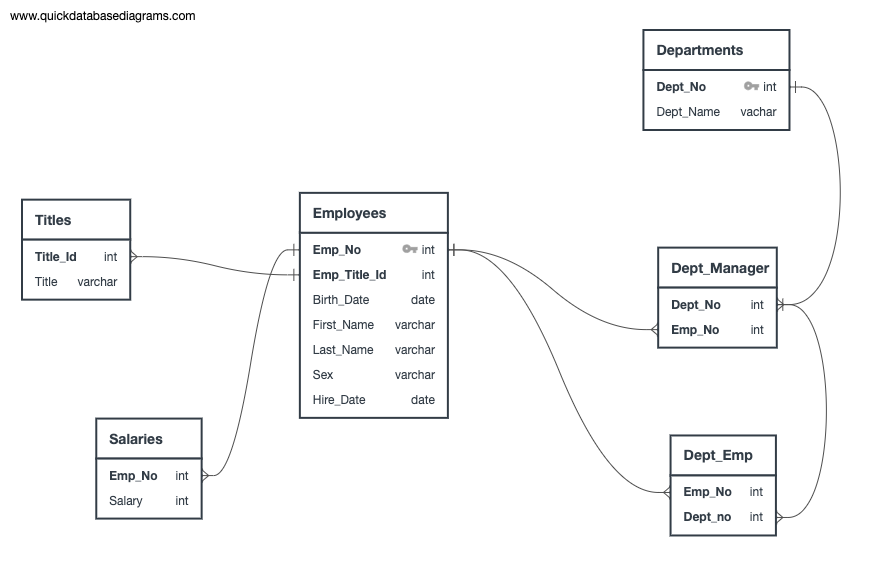 www.quickdatabasediagrams.com
Departments
Dept_No int
Dept_Name vachar
Titles
Title_Id int
Title varchar
Employees
Emp_No int
Emp_Title_Id int
Birth_Date date
First_Name varchar
Last_Name varchar
Sex varchar
Hire_Date date
Dept_Manager
Dept_No int
Emp_No int
Salaries
Emp_No int
Salary int
Dept_Emp
Emp_No int
Dept_no int